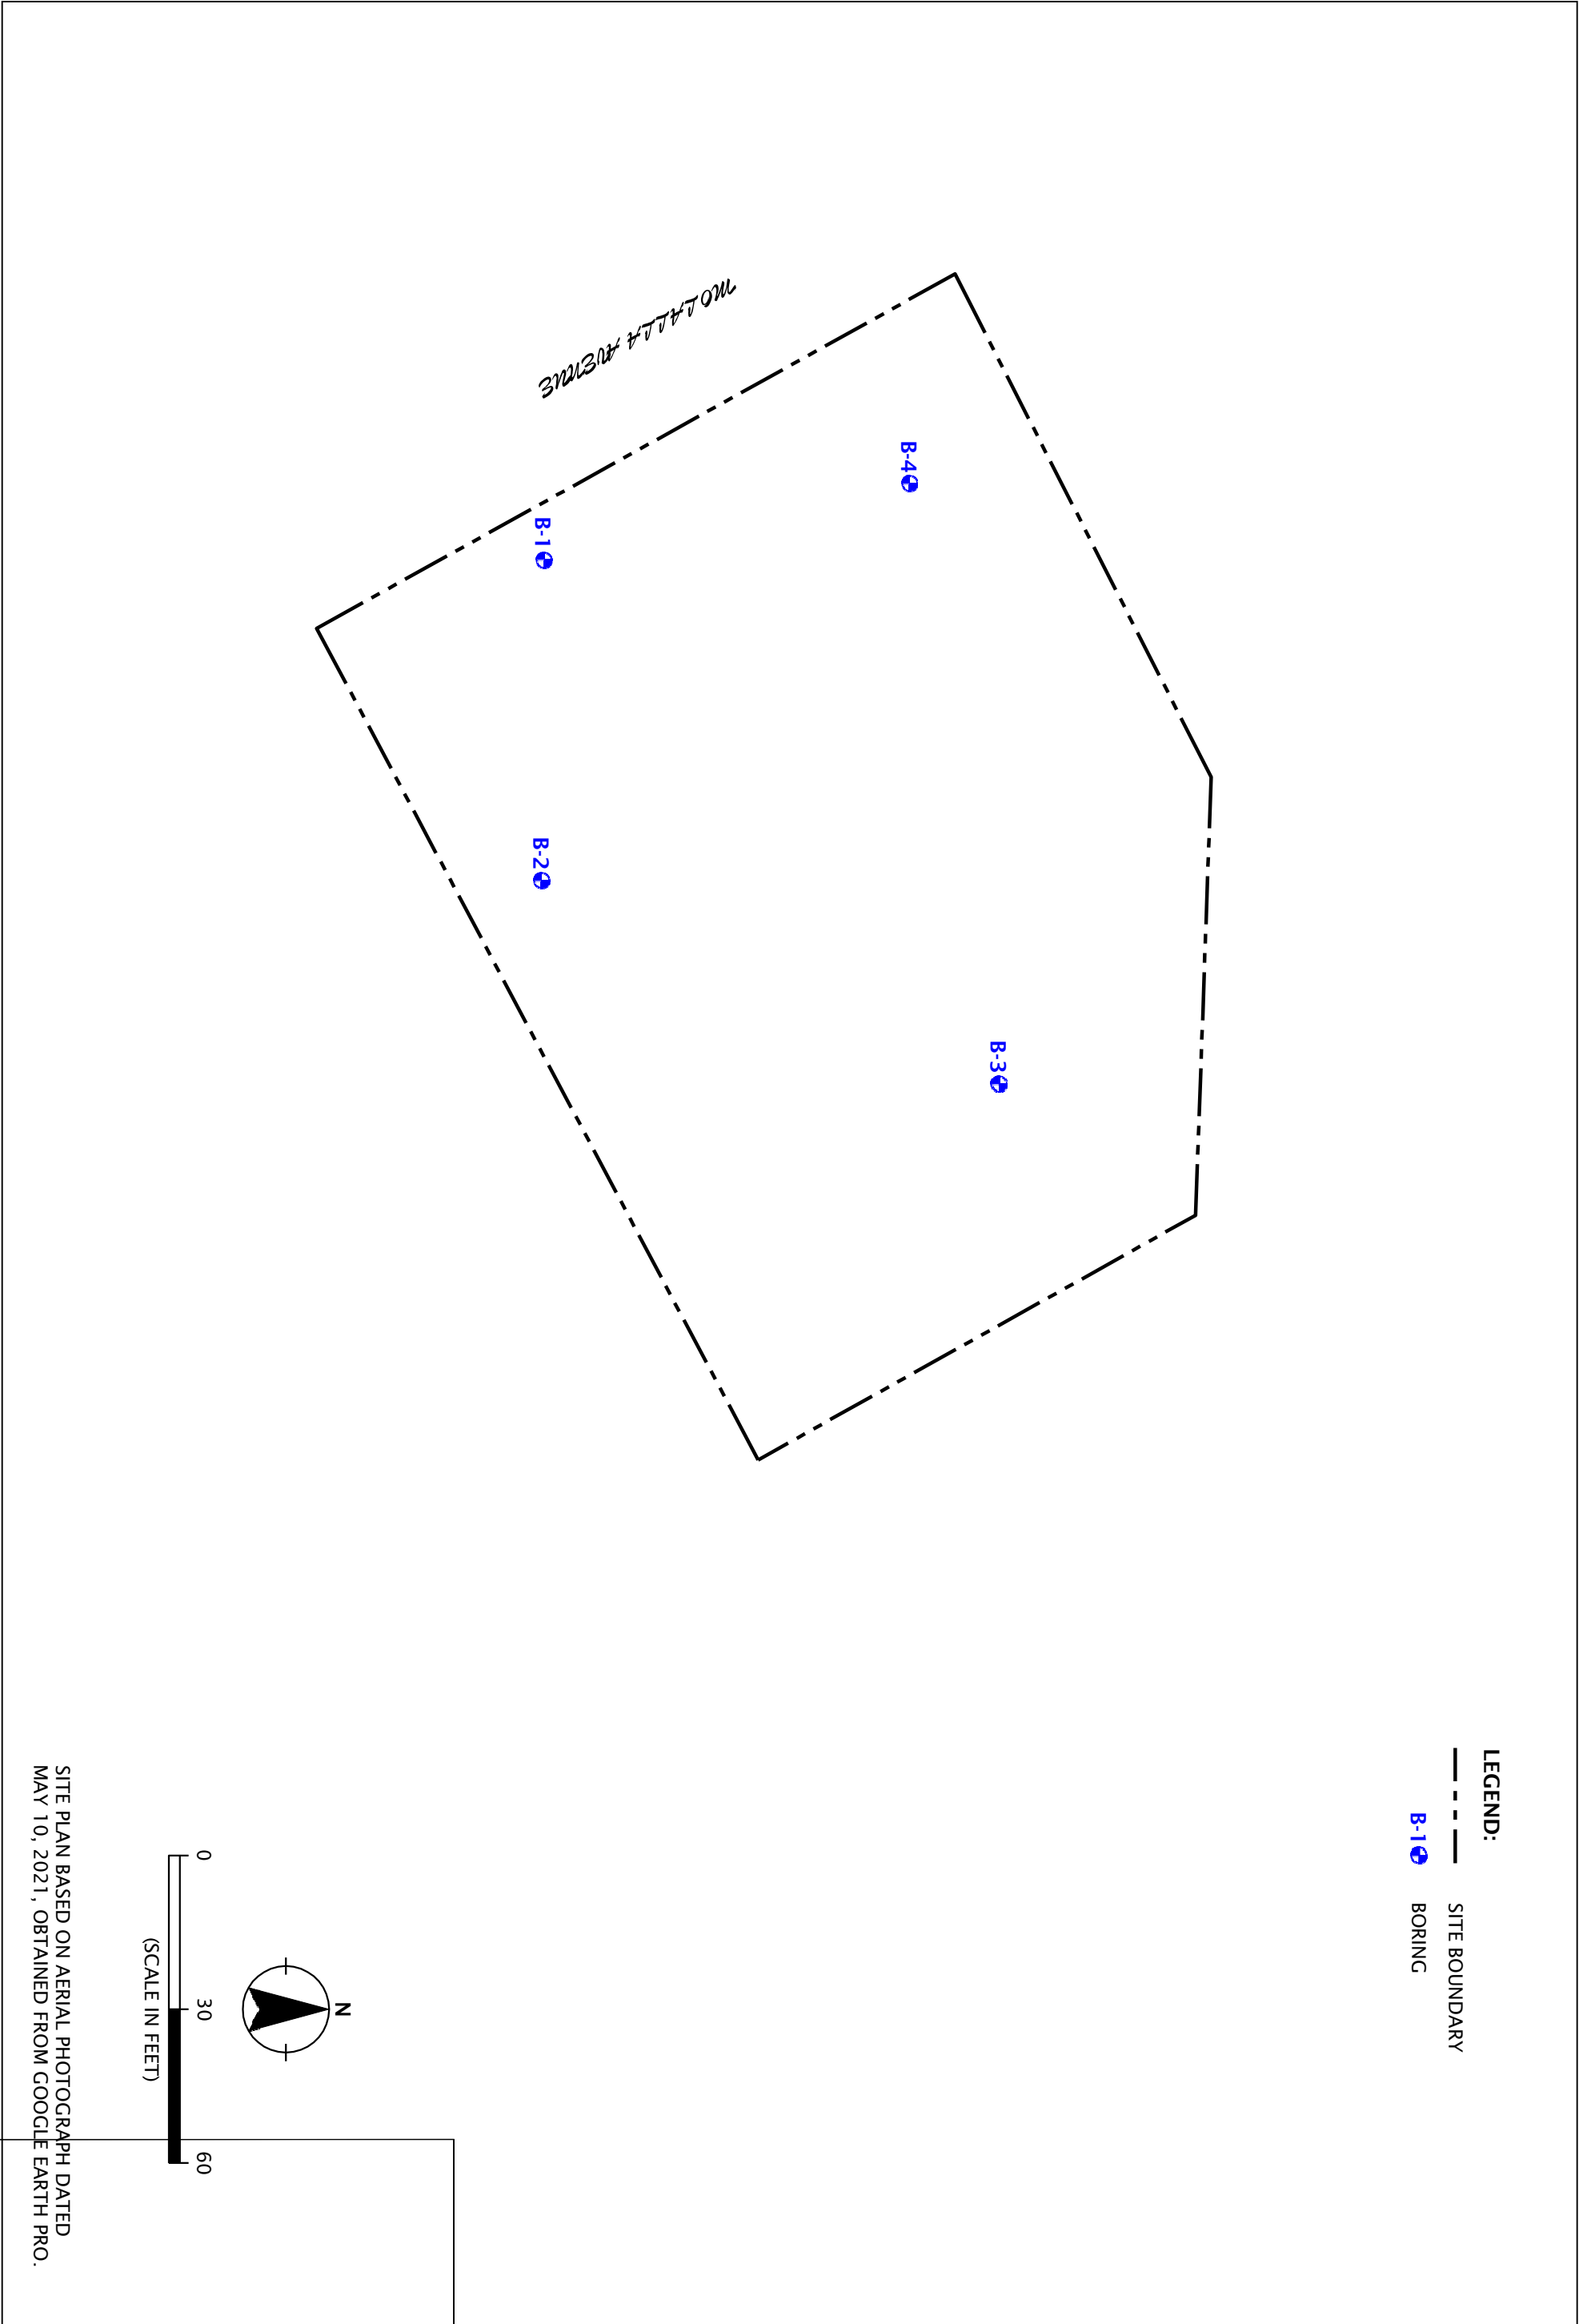 MOLALLA AVENUE
B-4
B-1
B-2
B-3
LEGEND:
SITE BOUNDARY
B-1
BORING
N
0
30
60
(SCALE IN FEET)
SITE PLAN BASED ON AERIAL PHOTOGRAPH DATED
MAY 10, 2021, OBTAINED FROM GOOGLE EARTH PRO.